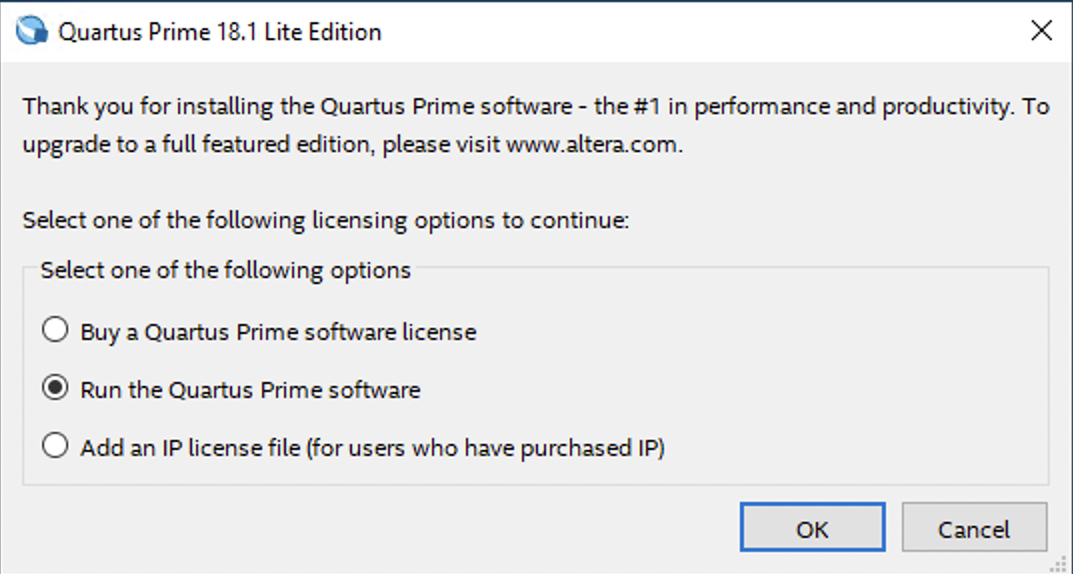 Quartus Prime 18.1 Lite Edition
Thank you for installing the Quartus Prime software - the #1 in performance and productivity. To
upgrade to a full featured edition, please visit www.altera.com.
Select one of the following licensing options to continue:
Select one of the following options
Buy a Quartus Prime software license
Run the Quartus Prime software
Add an IP license file (for users who have purchased IP)
OK
Cancel